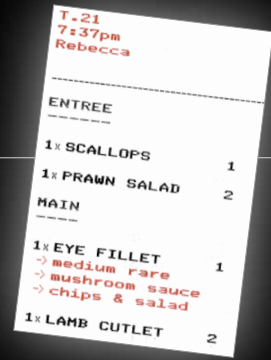 T.21
7:37pm
Rebecca
ENTREE
1x SCALLOPS 1
1x PRAWN SALAD 2
MAIN
1x EYE FILLET 1
-> medium rare
-> mushroom sauce
-> chips & salad
1x LAMB CUTLET 2